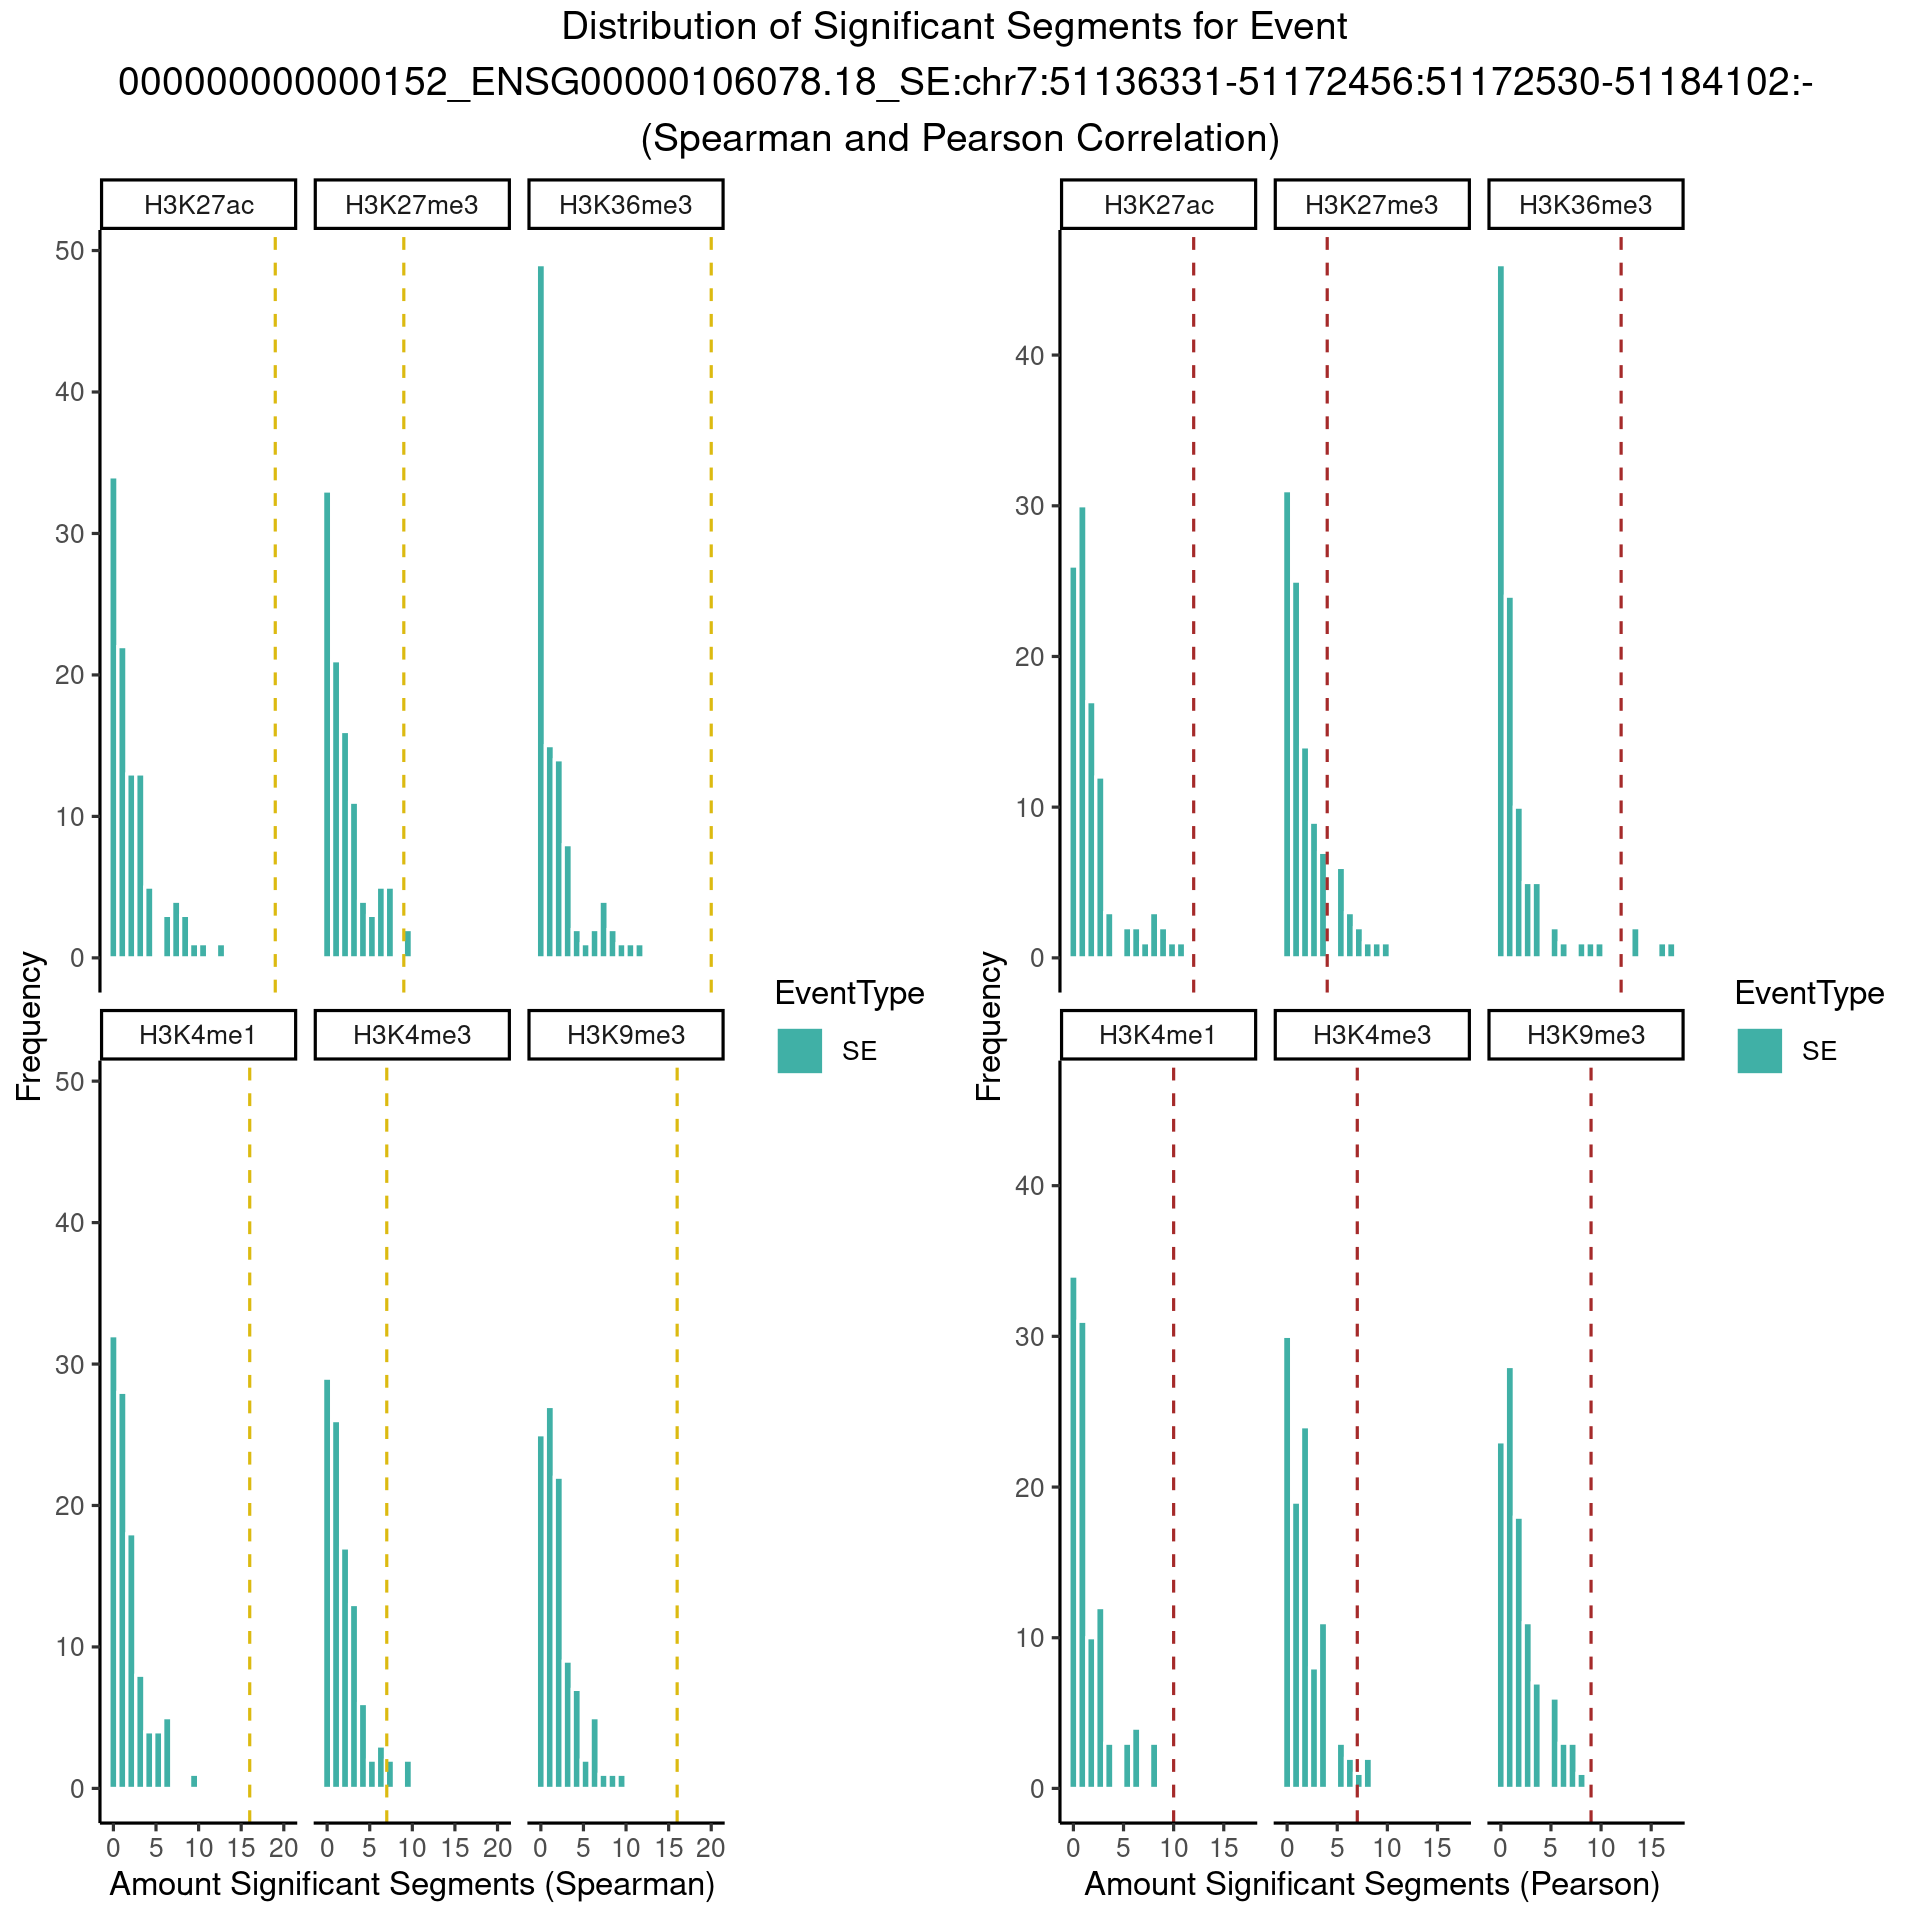 Distribution of Significant Segments for Event
000000000000152_ENSG00000106078.18_SE:chr7:51136331-51172456:51172530-51184102:-
(Spearman and Pearson Correlation)
H3K27ac H3K27me3 H3K36me3
50
40
30
20
10
0
H3K4me1 H3K4me3 H3K9me3
50
40
30
20
10
0
0 5 10 15 20 0 5 10 15 20 0 5 10 15 20
Amount Significant Segments (Spearman)
Frequency
EventType
SE
H3K27ac H3K27me3 H3K36me3
40
30
20
10
0
H3K4me1 H3K4me3 H3K9me3
40
30
20
10
0
0 5 10 15 0 5 10 15 0 5 10 15
Amount Significant Segments (Pearson)
Frequency
EventType
SE